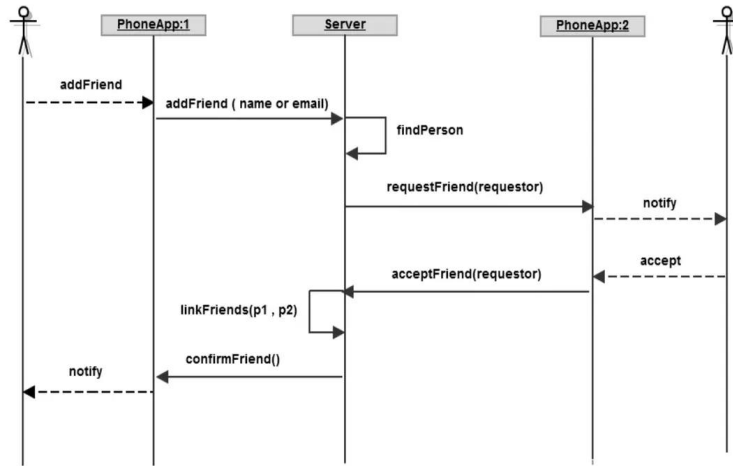 PhoneApp:1
Server
PhoneApp:2
addFriend
addFriend ( name or email)
findPerson
requestFriend(requestor)
notify
accept
acceptFriend(requestor)
linkFriends(p1 , p2)
confirmFriend()
notify